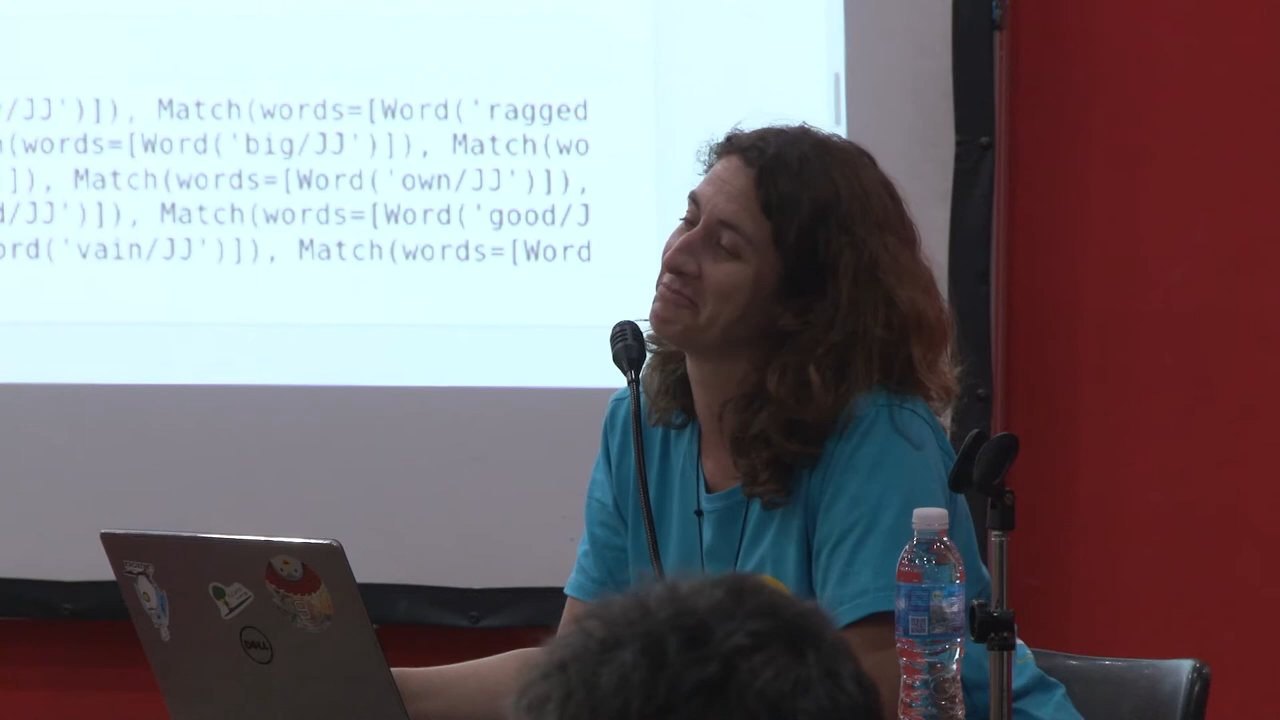 /JJ')]), Match(words=[Word('ragged
(words=[Word('big/JJ')]), Match(wo
]), Match(words=[Word('own/JJ')]),
d/JJ')]), Match(words=[Word('good/J
ord('vain/JJ')]), Match(words=[Word
DELL